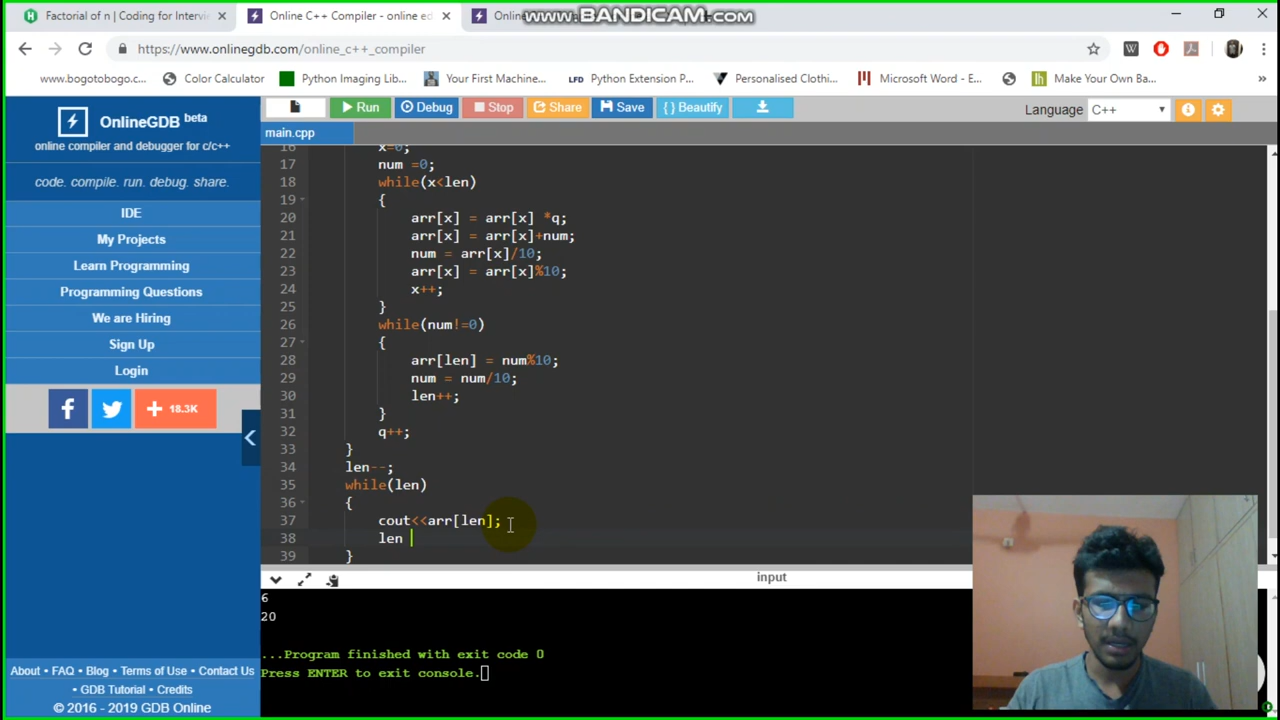 www.BANDICAM.com
Factorial of n | Coding for Intervi
Online C++ Compiler - online ed
Onlin
https://www.onlinegdb.com/online_c++_compiler
www.bogotobogo.c...
Color Calculator
Python Imaging Lib...
Your First Machine...
LFD Python Extension P...
Personalised Clothi...
Microsoft Word - E...
Make Your Own Ba...
»
OnlineGDB beta
online compiler and debugger for c/c++
code. compile. run. debug. share.
IDE
My Projects
Learn Programming
Programming Questions
We are Hiring
Sign Up
Login
+ 18.3K
About • FAQ • Blog • Terms of Use • Contact Us
• GDB Tutorial • Credits
© 2016 - 2019 GDB Online
Run Debug Stop Share Save { } Beautify
Language C++
main.cpp
16 x=0;
17 num =0;
18 while(x<len)
19 {
20 arr[x] = arr[x] *q;
21 arr[x] = arr[x]+num;
22 num = arr[x]/10;
23 arr[x] = arr[x]%10;
24 x++;
25 }
26 while(num!=0)
27 {
28 arr[len] = num%10;
29 num = num/10;
30 len++;
31 }
32 q++;
33 }
34 len--;
35 while(len)
36 {
37 cout<<arr[len];
38 len
39 }
input
6
20
...Program finished with exit code 0
Press ENTER to exit console.